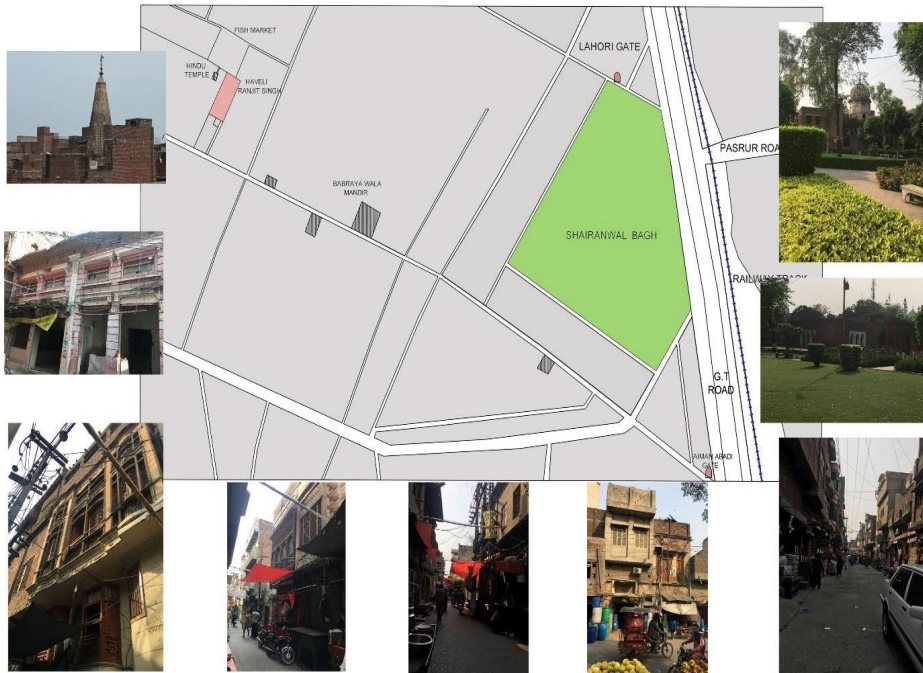 FISH MARKET
LAHORI GATE
HINDU
TEMPLE
HAVELI
RANJIT SINGH
PASRUR ROA
BABRAYA WALA
MANDIR
SHAIRANWAL BAGH
RAILWAY TRACK
G.T
ROAD
AIMAN ABADI
GATE